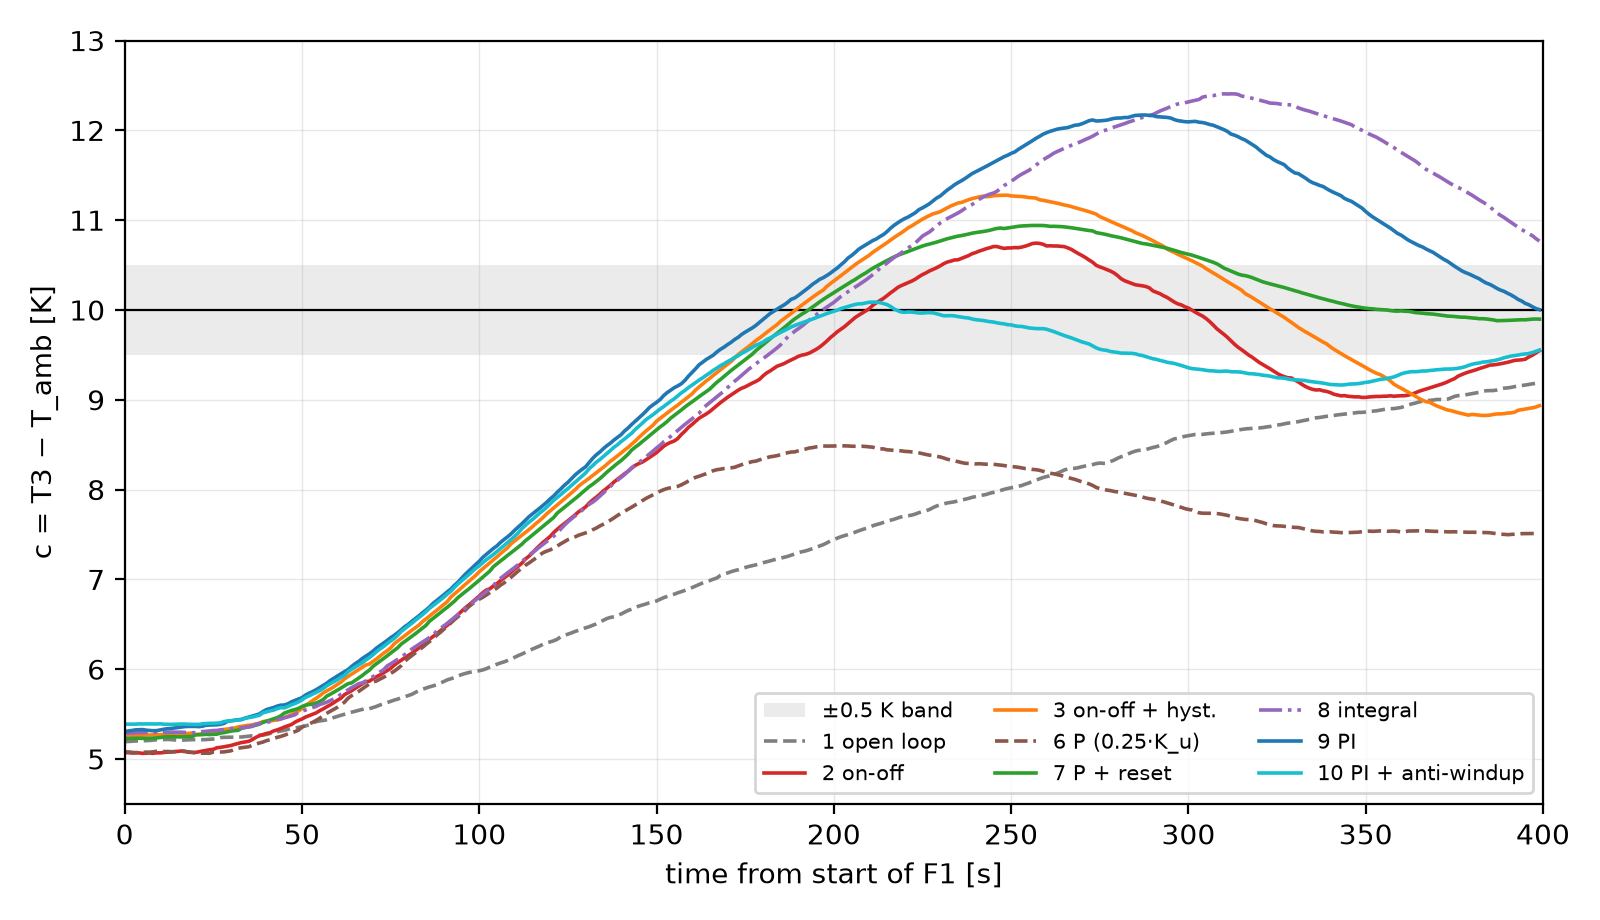 c = T3 − T_amb [K]
13
12
11
10
9
8
7
6
5
0 50 100 150 200 250 300 350 400
time from start of F1 [s]
±0.5 K band
1 open loop
2 on-off
3 on-off + hyst.
6 P (0.25·K_u)
7 P + reset
8 integral
9 PI
10 PI + anti-windup